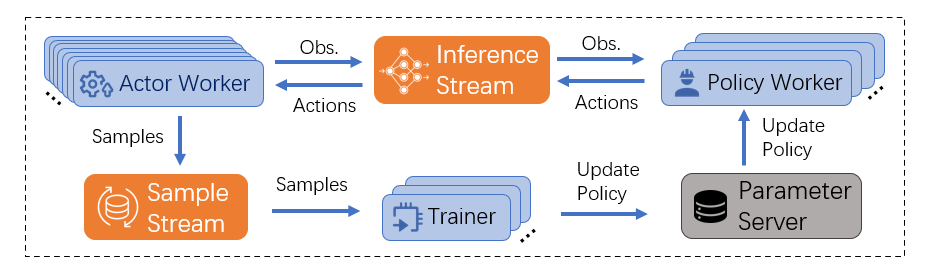 Obs.
Obs.
Inference
Stream
Actor Worker
Policy Worker
Actions
Actions
Samples
Update
Policy
Sample
Stream
Samples
Trainer
Update
Policy
Parameter
Server